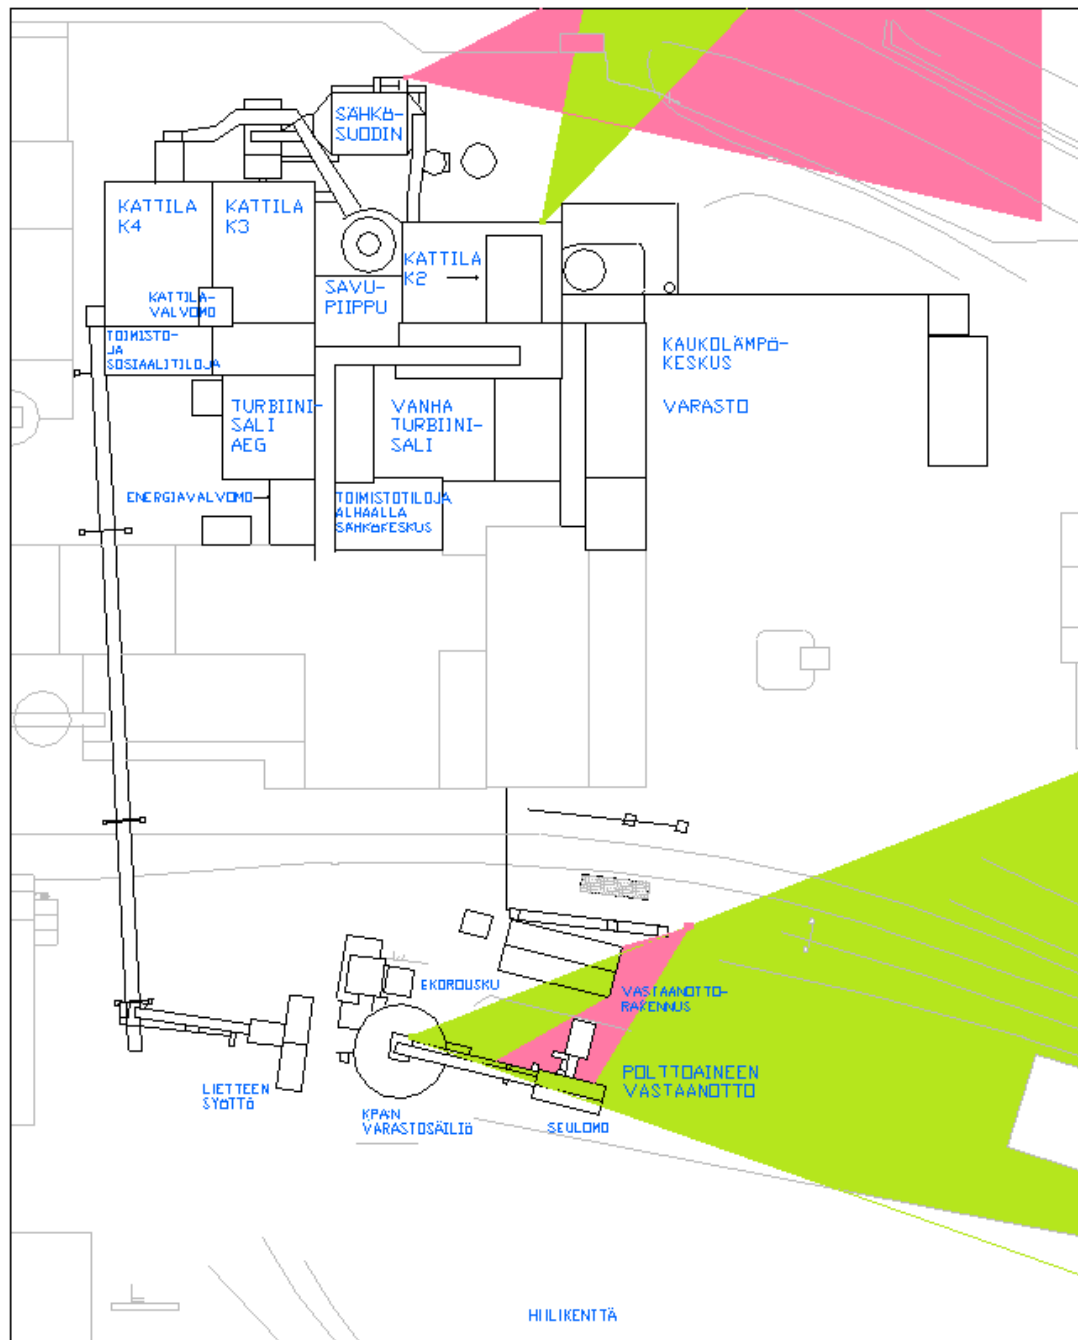 SÄHKÖ-
SUODIN
KATTILA
K4
KATTILA
K3
KATTILA
K2
SAVU-
PIIPPU
KATTILA-
VALVOMO
TOIMISTO-
JA
SOSIAALITILOJA
KAUKOLÄMPÖ-
KESKUS
VARASTO
TURBIINI-
SALI
AEG
VANHA
TURBIINI-
SALI
ENERGIAVALVOMO
TOIMISTOTILOJA
ALHAALLA
SÄHKÖKESKUS
EKOROUSKU
VASTAANOTTO-
RAKENNUS
POLTTOAINEEN
VASTAANOTTO
LIETTEEN
SYÖTTÖ
KPA:N
VARASTOSÄILIÖ
SEULOMO
HIILIKENTTÄ